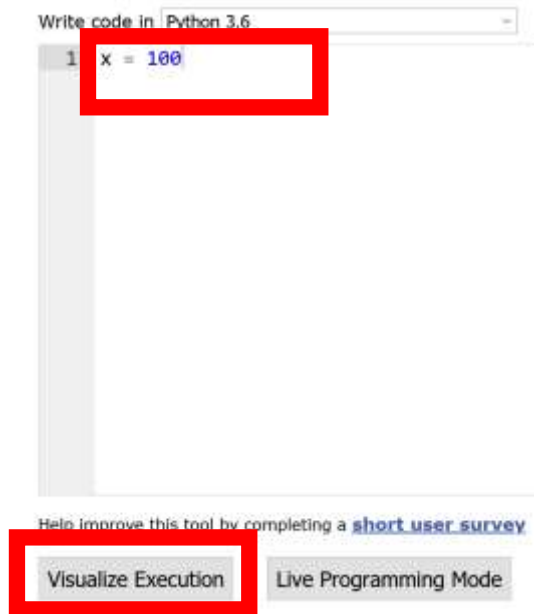 Write code in Python 3.6
1 x = 100
Help improve this tool by completing a short user survey
Visualize Execution Live Programming Mode